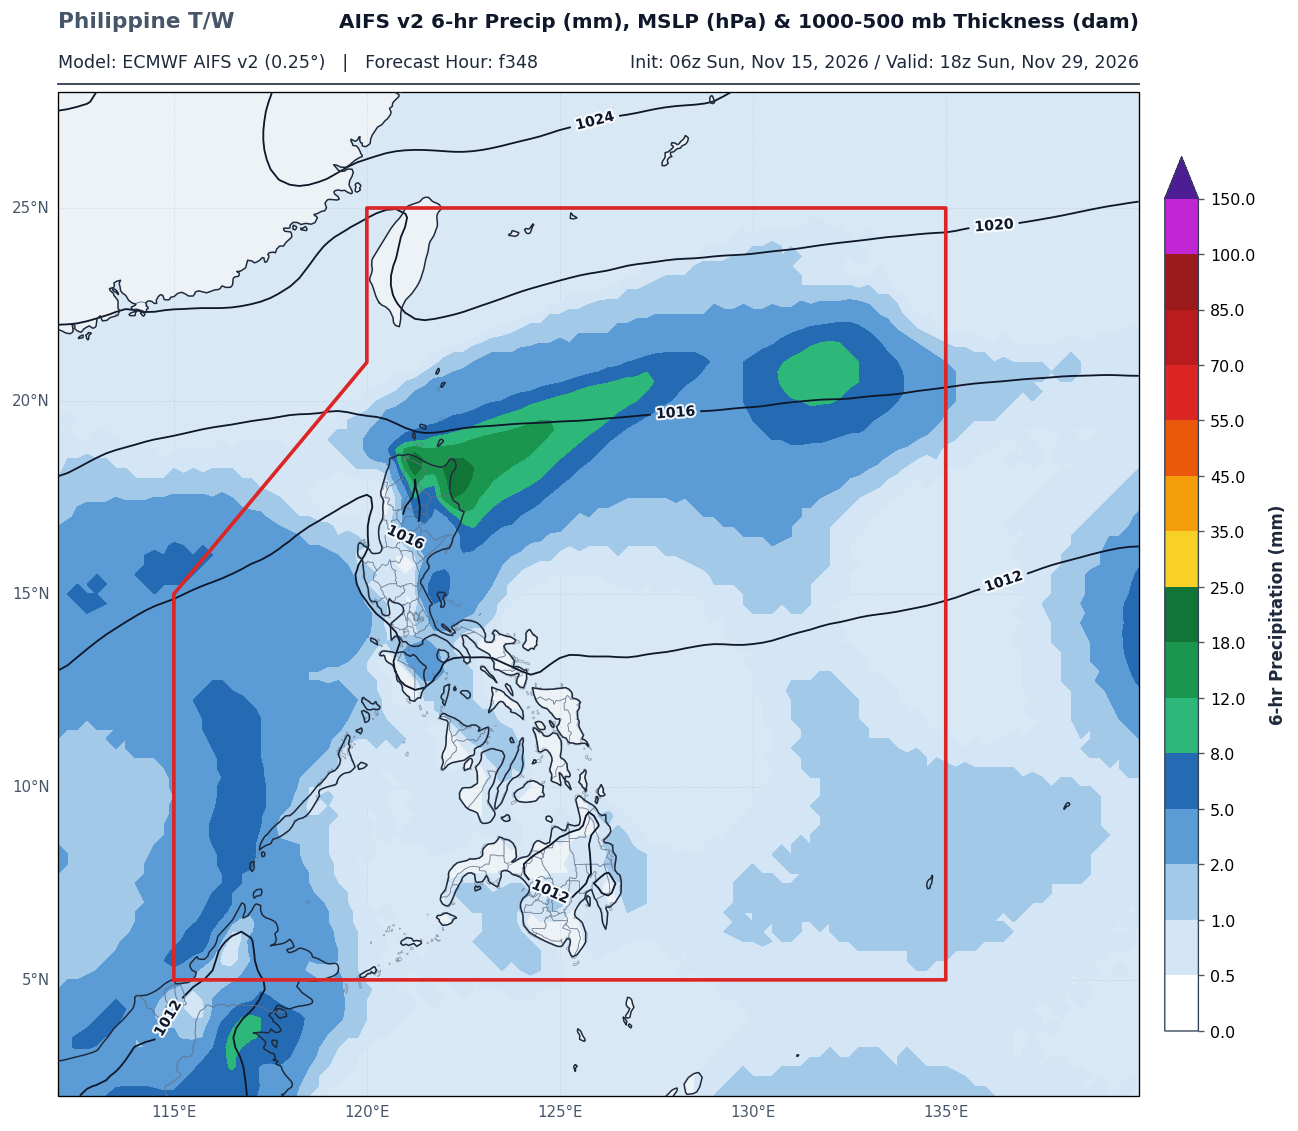 Philippine T/W
AIFS v2 6-hr Precip (mm), MSLP (hPa) & 1000-500 mb Thickness (dam)
Model: ECMWF AIFS v2 (0.25°) | Forecast Hour: f348
Init: 06z Sun, Nov 15, 2026 / Valid: 18z Sun, Nov 29, 2026
1024
1020
1016
1016
1012
1012
1012
25°N
20°N
15°N
10°N
5°N
115°E
120°E
125°E
130°E
135°E
150.0
100.0
85.0
70.0
55.0
45.0
35.0
25.0
18.0
12.0
8.0
5.0
2.0
1.0
0.5
0.0
6-hr Precipitation (mm)